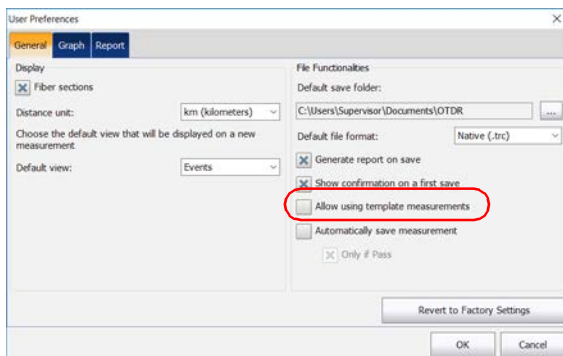 User Preferences
General Graph Report
Display
Fiber sections
Distance unit: km (kilometers)
Choose the default view that will be displayed on a new
measurement
Default view: Events
File Functionalities
Default save folder:
C:\Users\Supervisor\Documents\OTDR ...
Default file format: Native (.trc)
Generate report on save
Show confirmation on a first save
Allow using template measurements
Automatically save measurement
Only if Pass
Revert to Factory Settings
OK Cancel